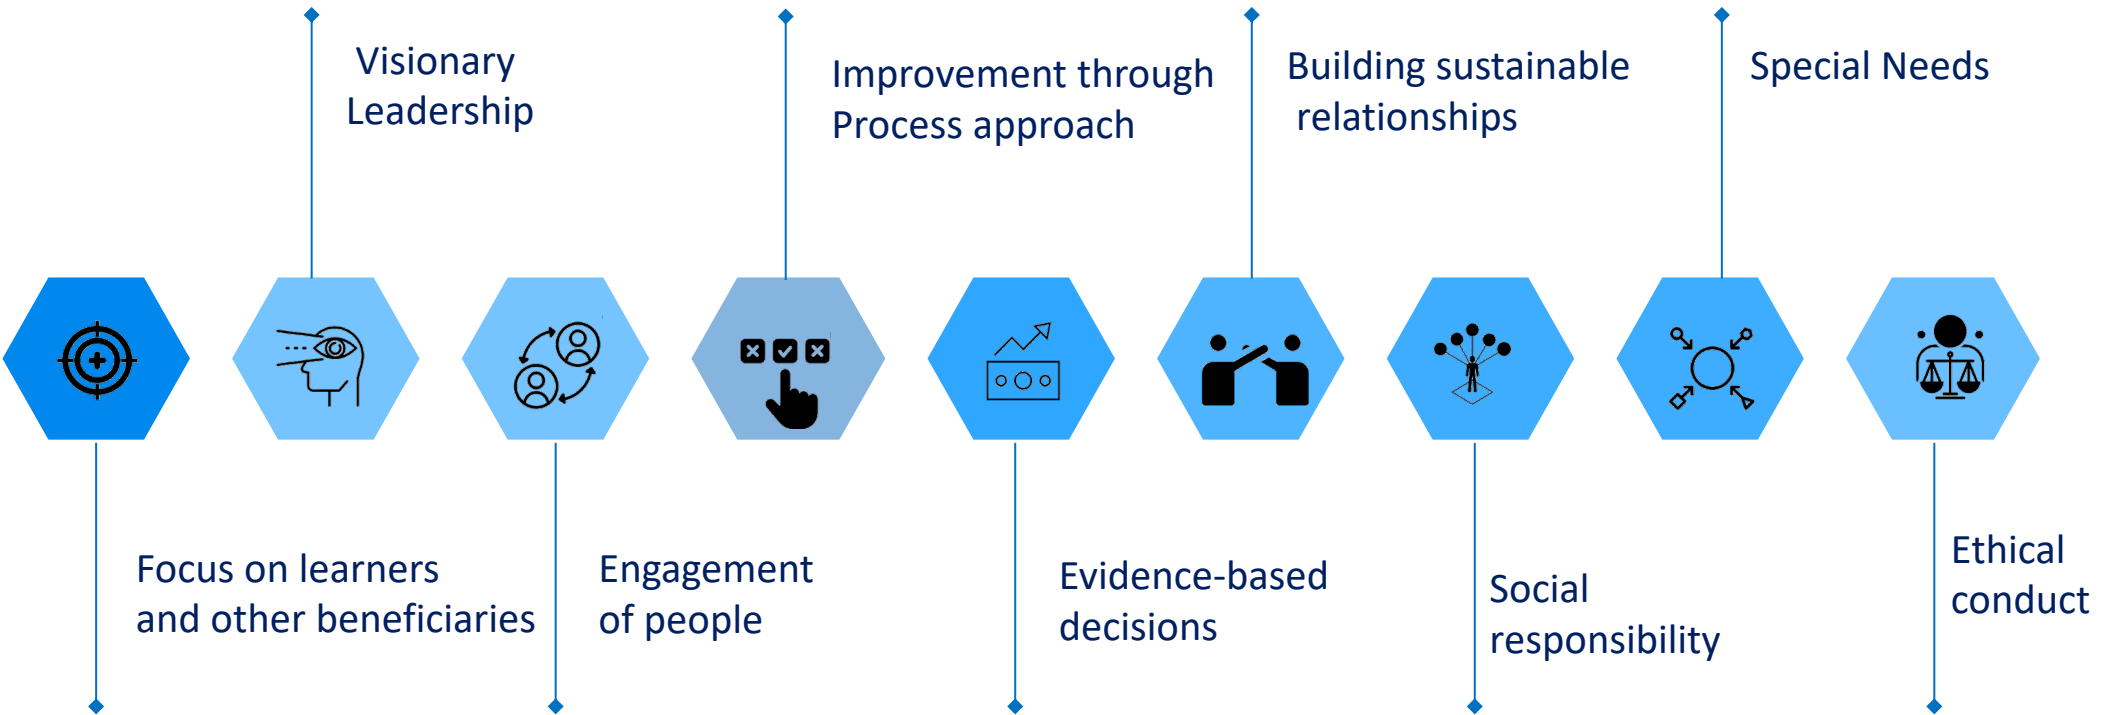 Visionary
Leadership
Improvement through
Process approach
Building sustainable
relationships
Special Needs
Focus on learners
and other beneficiaries
Engagement
of people
Evidence-based
decisions
Social
responsibility
Ethical
conduct